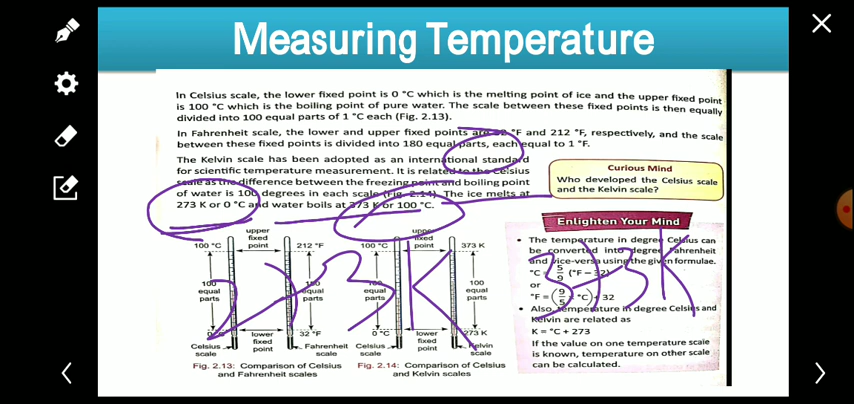 Measuring Temperature
In Celsius scale, the lower fixed point is 0 °C which is the melting point of ice and the upper fixed point
is 100 °C which is the boiling point of pure water. The scale between these fixed points is then equally
divided into 100 equal parts of 1 °C each (Fig. 2.13).
In Fahrenheit scale, the lower and upper fixed points are 32 °F and 212 °F, respectively, and the scale
between these fixed points is divided into 180 equal parts, each equal to 1 °F.
The Kelvin scale has been adopted as an international standard
for scientific temperature measurement. It is related to the Celsius
scale as the difference between the freezing point and boiling point
of water is 100 degrees in each scale (Fig. 2.14). The ice melts at
273 K or 0 °C and water boils at 373 K or 100 °C.
Curious Mind
Who developed the Celsius scale
and the Kelvin scale?
Enlighten Your Mind
• The temperature in degree Celsius can
be converted into degree Fahrenheit
and vice-versa using the given formulae.
°C = 5/9 (°F − 32)
or
°F = (9/5 × °C) + 32
• Also, temperature in degree Celsius and
Kelvin are related as
K = °C + 273
If the value on one temperature scale
is known, temperature on other scale
can be calculated.
100 °C
upper
fixed
point
212 °F
100
equal
parts
180
equal
parts
0 °C
lower
fixed
point
32 °F
Celsius
scale
Fahrenheit
scale
Fig. 2.13: Comparison of Celsius
and Fahrenheit scales
100 °C
upper
fixed
point
373 K
100
equal
parts
100
equal
parts
0 °C
lower
fixed
point
273 K
Celsius
scale
Kelvin
scale
Fig. 2.14: Comparison of Celsius
and Kelvin scales
273K
373K